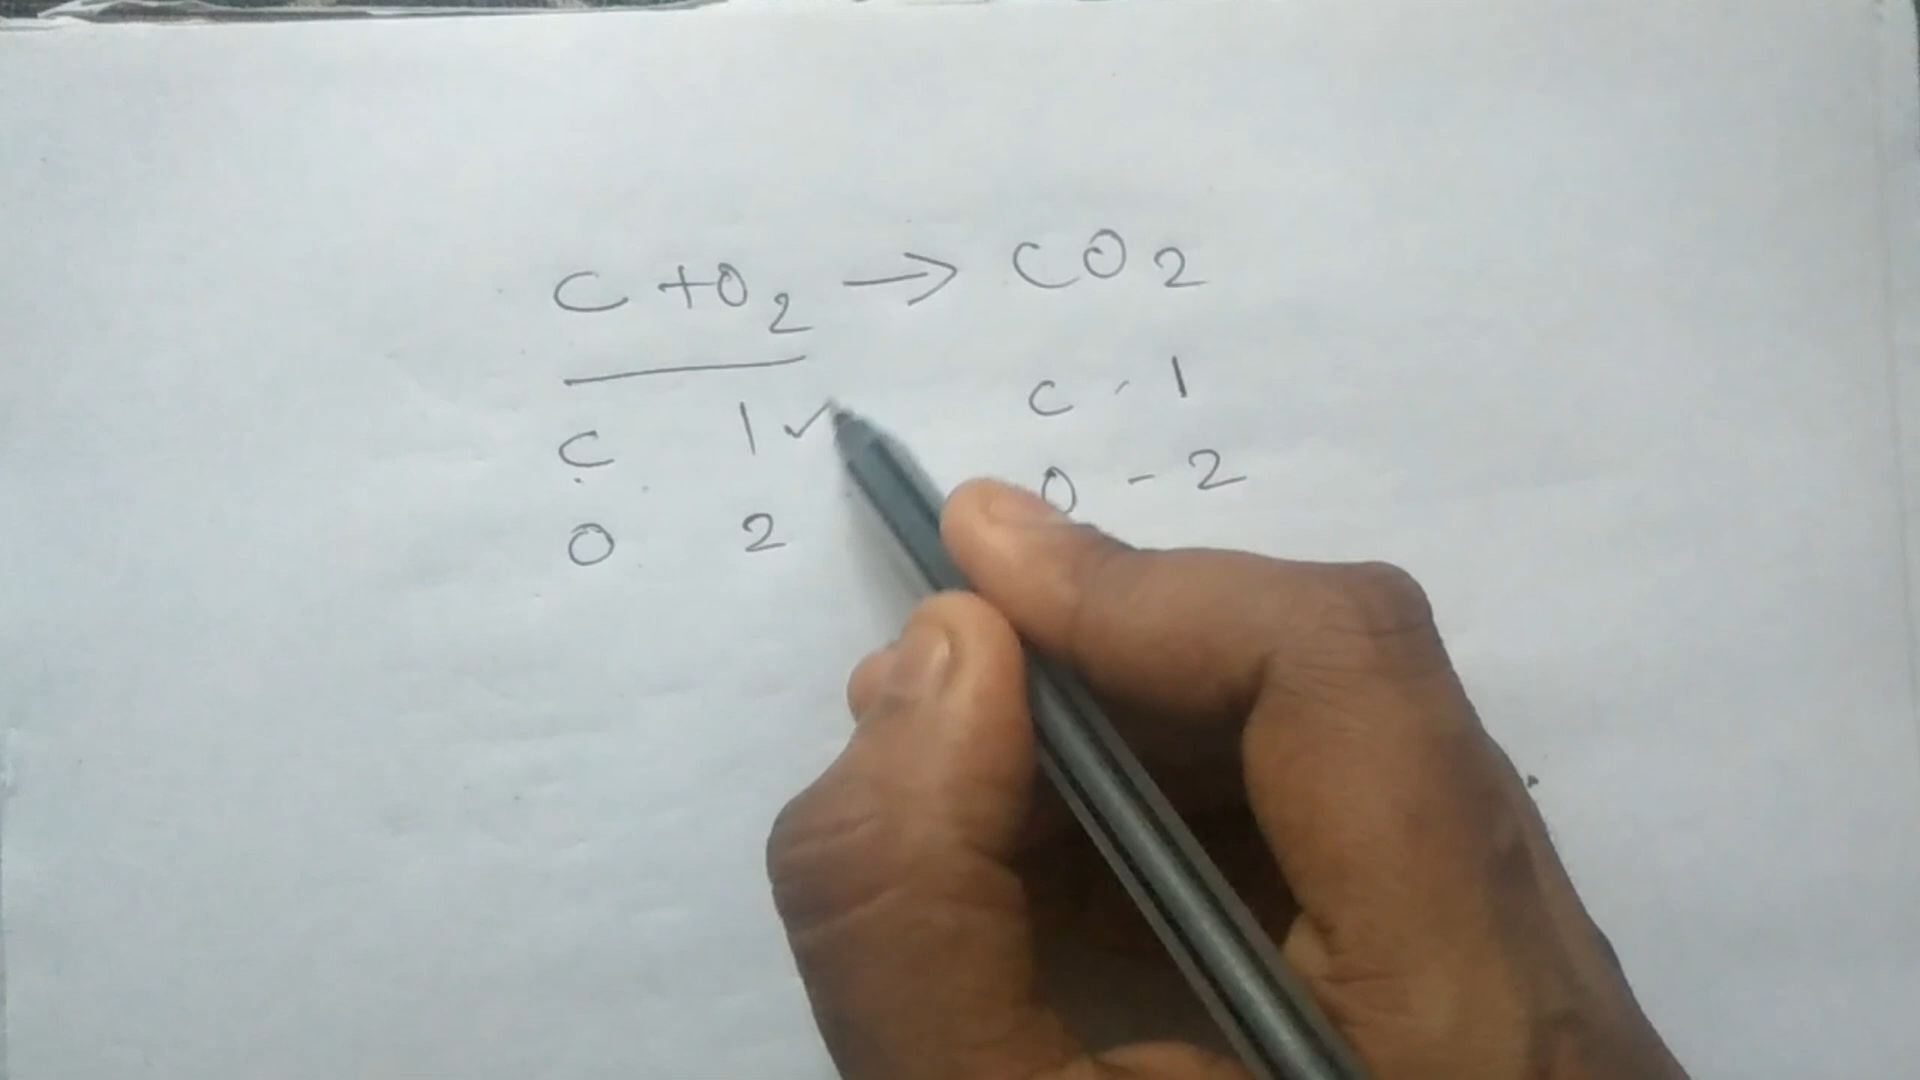 C + O2 → CO2
C 1 ✓ C - 1
O 2 O - 2